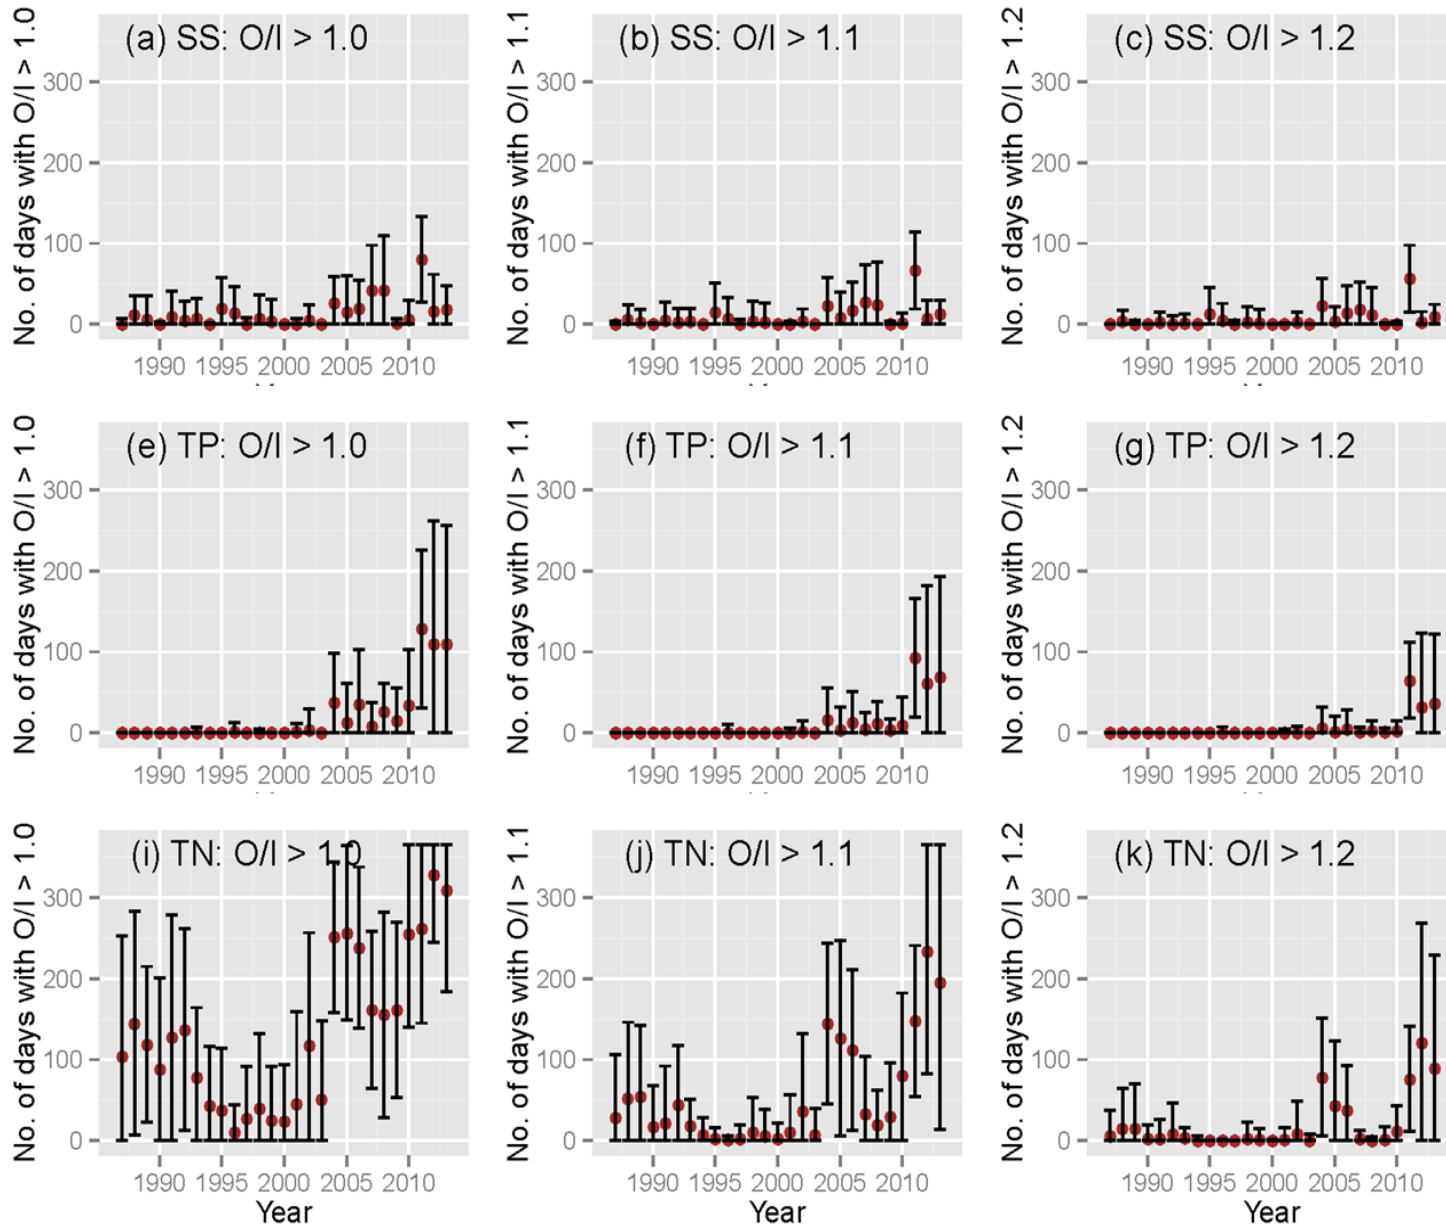 No. of days with O/I > 1.0
(a) SS: O/I > 1.0
300
200
100
0
1990 1995 2000 2005 2010
No. of days with O/I > 1.1
(b) SS: O/I > 1.1
300
200
100
0
1990 1995 2000 2005 2010
No. of days with O/I > 1.2
(c) SS: O/I > 1.2
300
200
100
0
1990 1995 2000 2005 2010
No. of days with O/I > 1.0
(e) TP: O/I > 1.0
300
200
100
0
1990 1995 2000 2005 2010
No. of days with O/I > 1.1
(f) TP: O/I > 1.1
300
200
100
0
1990 1995 2000 2005 2010
No. of days with O/I > 1.2
(g) TP: O/I > 1.2
300
200
100
0
1990 1995 2000 2005 2010
No. of days with O/I > 1.0
(i) TN: O/I > 1.0
300
200
100
0
1990 1995 2000 2005 2010
Year
No. of days with O/I > 1.1
(j) TN: O/I > 1.1
300
200
100
0
1990 1995 2000 2005 2010
Year
No. of days with O/I > 1.2
(k) TN: O/I > 1.2
300
200
100
0
1990 1995 2000 2005 2010
Year